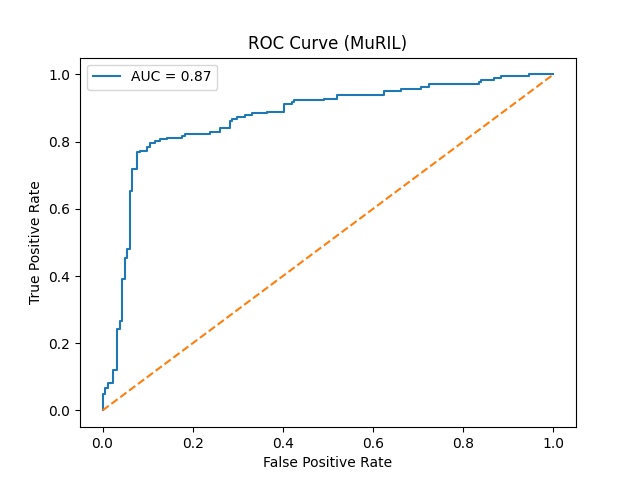 ROC Curve (MuRIL)
AUC = 0.87
True Positive Rate
1.0
0.8
0.6
0.4
0.2
0.0
0.0 0.2 0.4 0.6 0.8 1.0
False Positive Rate